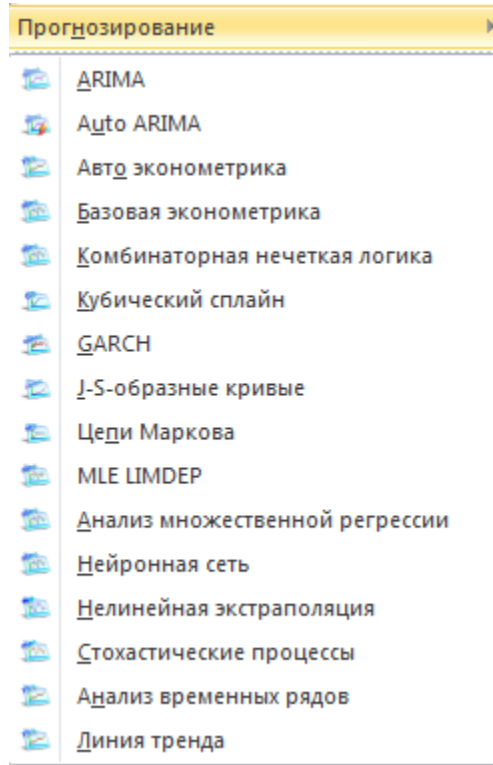 Прогнозирование
ARIMA
Auto ARIMA
Авто эконометрика
Базовая эконометрика
Комбинаторная нечеткая логика
Кубический сплайн
GARCH
J-S-образные кривые
Цепи Маркова
MLE LIMDEP
Анализ множественной регрессии
Нейронная сеть
Нелинейная экстраполяция
Стохастические процессы
Анализ временных рядов
Линия тренда